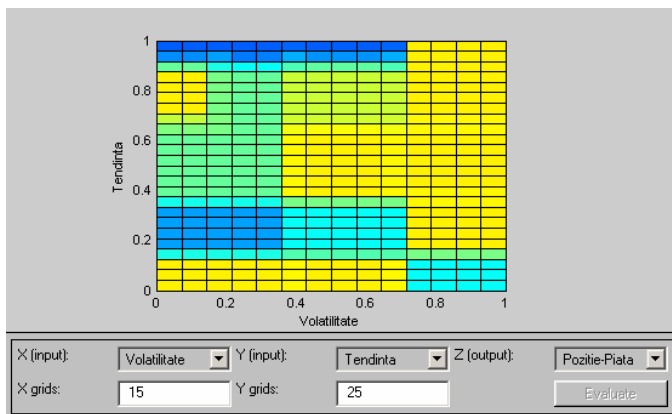 1
0.8
0.6
0.4
0.2
0
Tendinta
0 0.2 0.4 0.6 0.8 1
Volatilitate
X (input): Volatilitate Y (input): Tendinta Z (output): Pozitie-Piata
X grids: 15 Y grids: 25 Evaluate